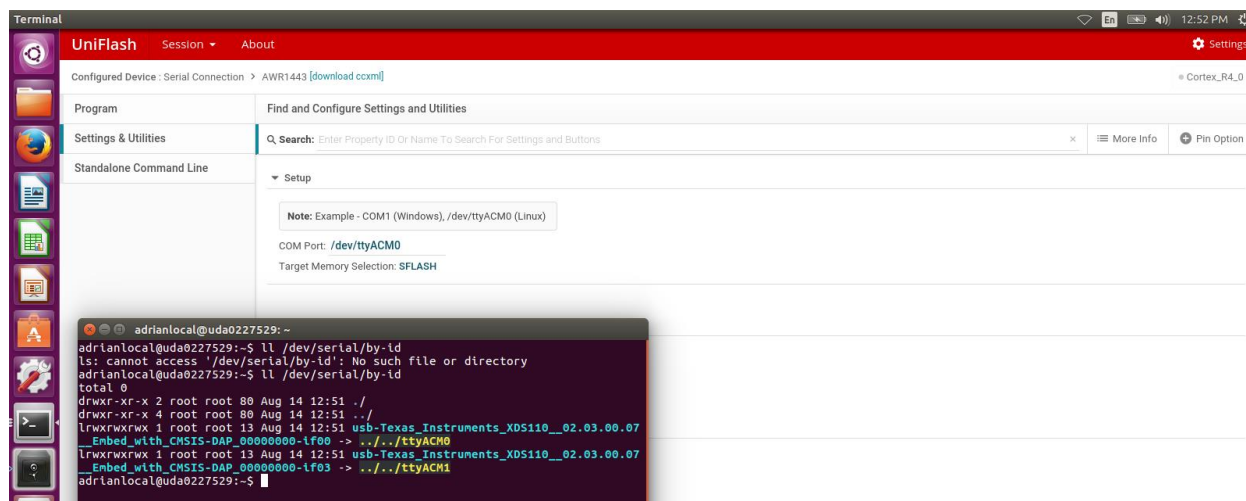 Terminal
En 12:52 PM
UniFlash Session About
Settings
Configured Device : Serial Connection > AWR1443 [download ccxml]
Cortex_R4_0
Program
Find and Configure Settings and Utilities
Settings & Utilities
Search: Enter Property ID Or Name To Search For Settings and Buttons × More Info Pin Option
Standalone Command Line
Setup
Note: Example - COM1 (Windows), /dev/ttyACM0 (Linux)
COM Port: /dev/ttyACM0
Target Memory Selection: SFLASH
adrianlocal@uda0227529: ~
adrianlocal@uda0227529:~$ ll /dev/serial/by-id
ls: cannot access '/dev/serial/by-id': No such file or directory
adrianlocal@uda0227529:~$ ll /dev/serial/by-id
total 0
drwxr-xr-x 2 root root 80 Aug 14 12:51 ./
drwxr-xr-x 4 root root 80 Aug 14 12:51 ../
lrwxrwxrwx 1 root root 13 Aug 14 12:51 usb-Texas_Instruments_XDS110__02.03.00.07
__Embed_with_CMSIS-DAP_00000000-if00 -> ../../ttyACM0
lrwxrwxrwx 1 root root 13 Aug 14 12:51 usb-Texas_Instruments_XDS110__02.03.00.07
__Embed_with_CMSIS-DAP_00000000-if03 -> ../../ttyACM1
adrianlocal@uda0227529:~$